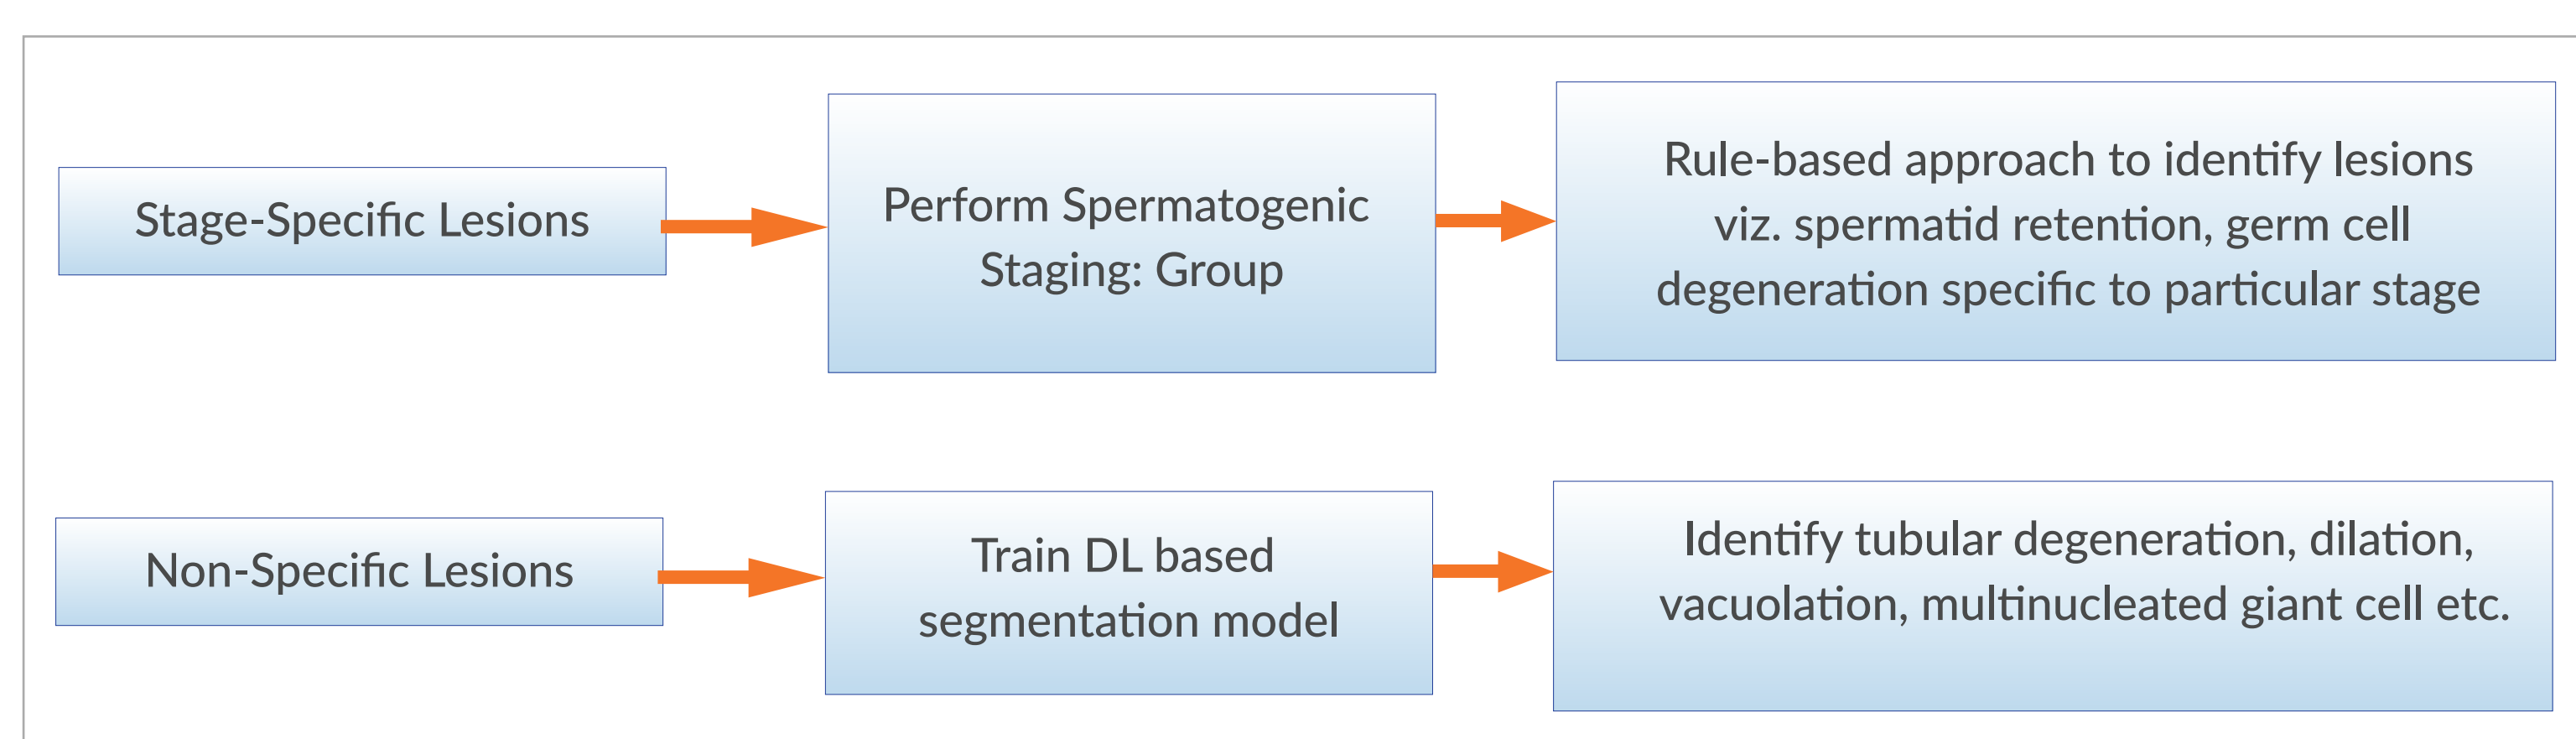 Stage-Specific Lesions
Perform Spermatogenic
Staging: Group
Rule-based approach to identify lesions
viz. spermatid retention, germ cell
degeneration specific to particular stage
Non-Specific Lesions
Train DL based
segmentation model
Identify tubular degeneration, dilation,
vacuolation, multinucleated giant cell etc.